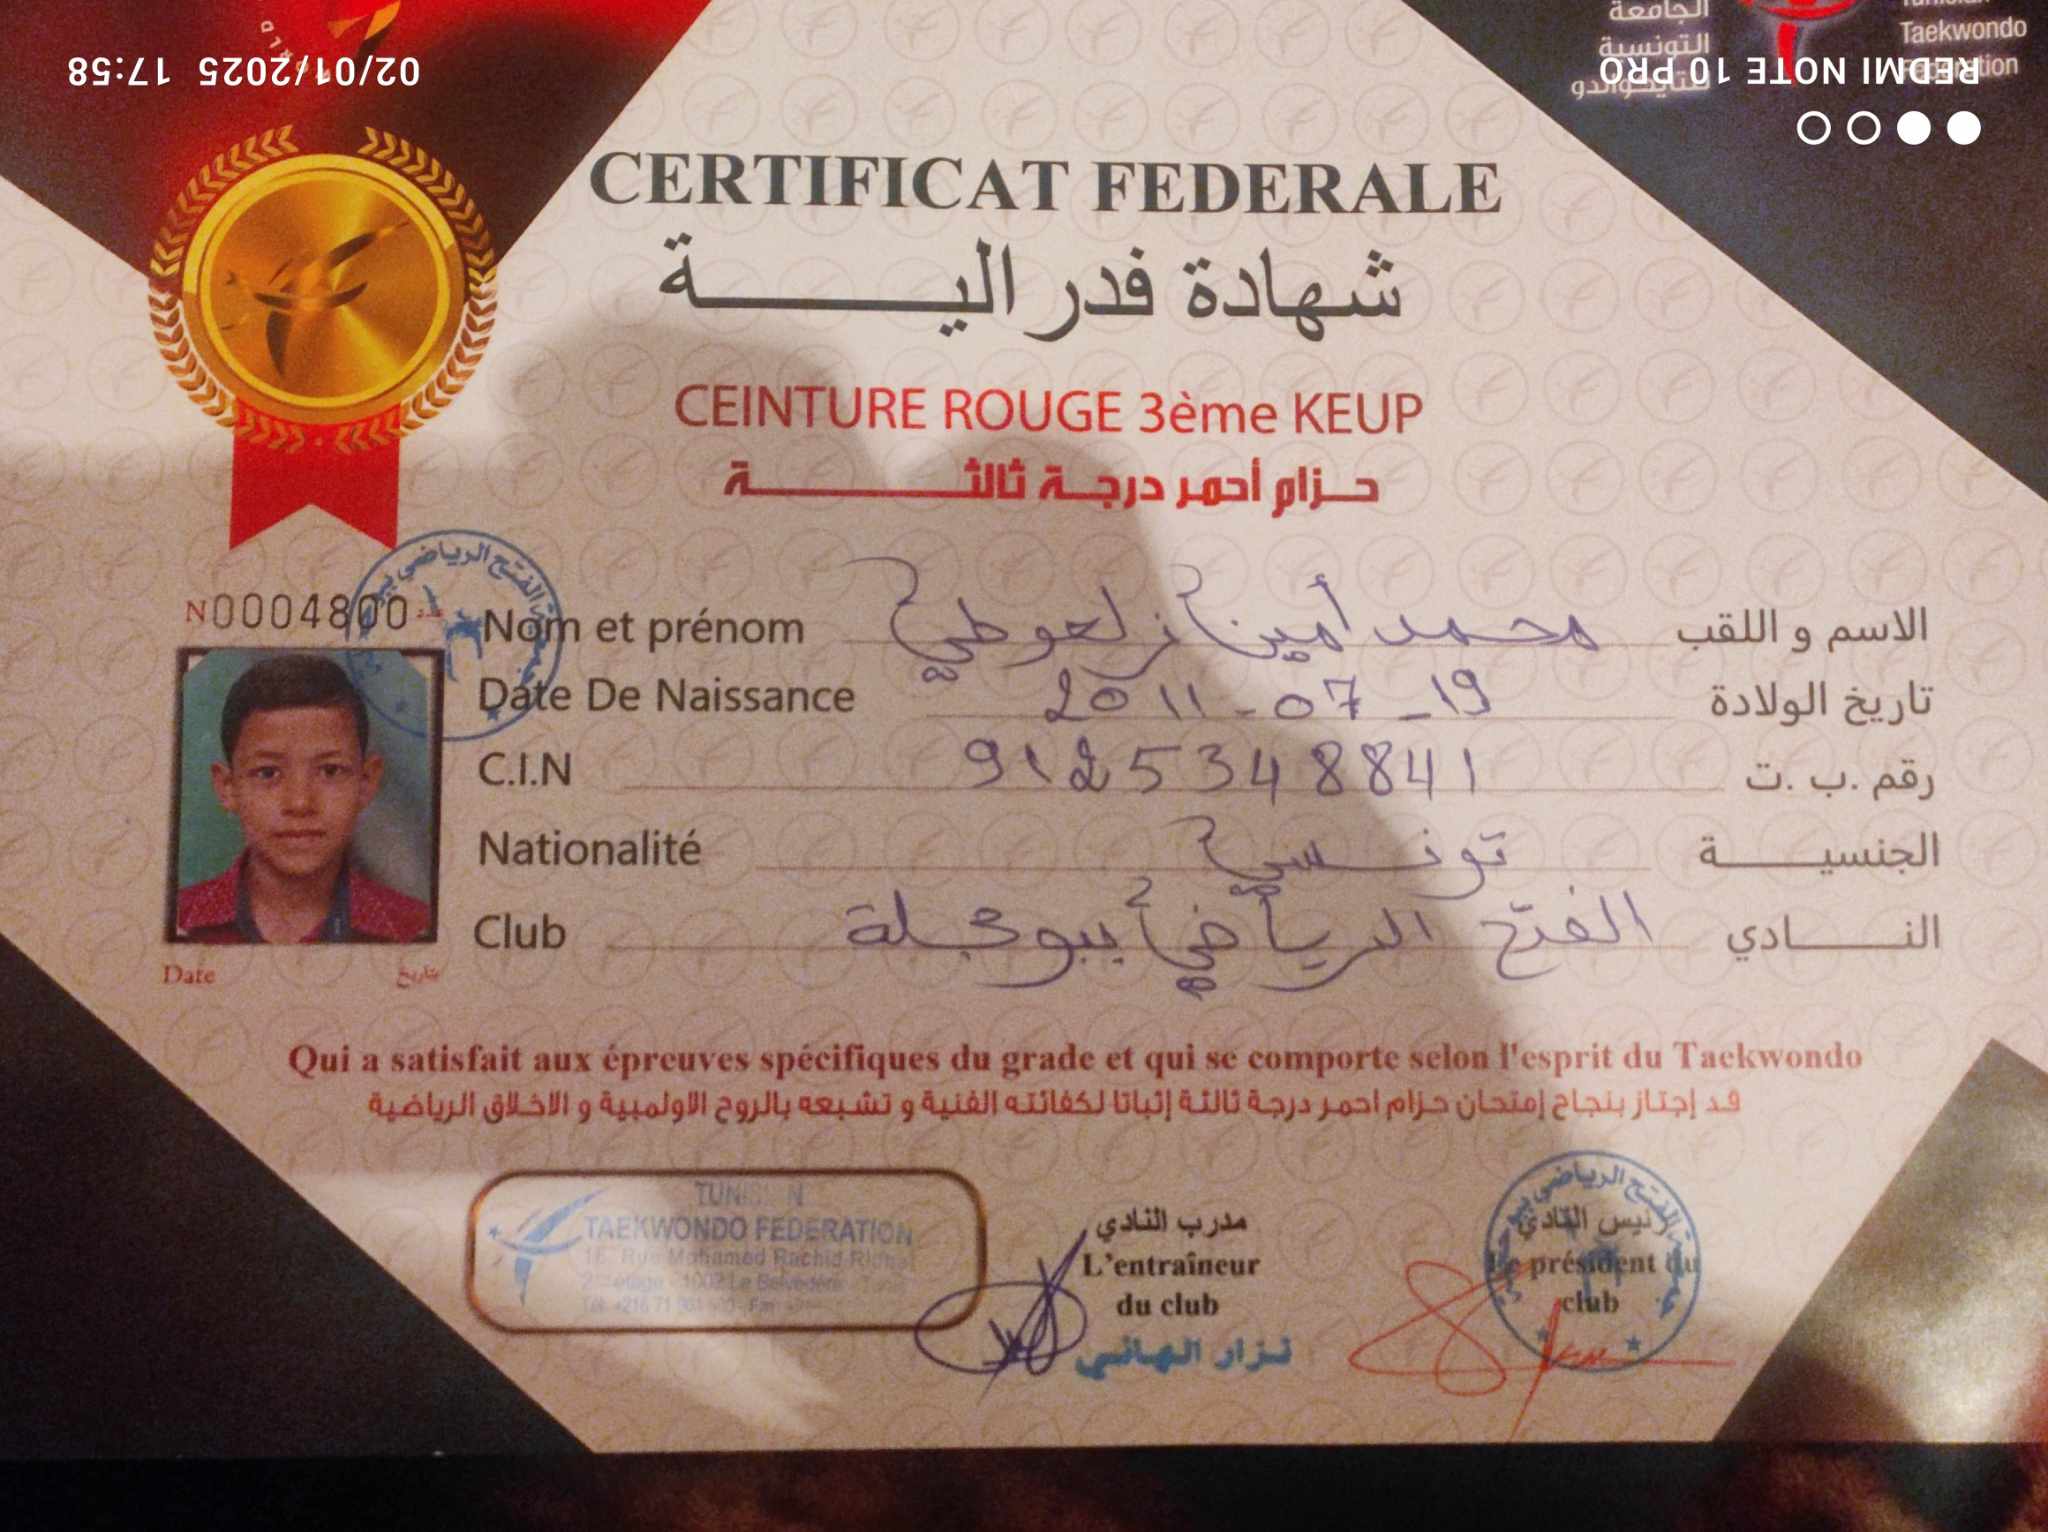 الجامعة
التونسية
للتايكواندو
Taekwondo
Federation
02/01/2025 17:58
REDMI NOTE 10 PRO
CERTIFICAT FEDERALE
شهادة فدرالية
CEINTURE ROUGE 3ème KEUP
حزام أحمر درجة ثالثة
N0004800
Nom et prénom محمد أمين زلعوطي الاسم و اللقب
Date De Naissance 2011-07-19 تاريخ الولادة
C.I.N 9125348841 رقم .ب .ت
Nationalité تونسي الجنسية
Club الفتح الرياضي ببوحجلة النادي
Date بتاريخ
Qui a satisfait aux épreuves spécifiques du grade et qui se comporte selon l'esprit du Taekwondo
قد إجتاز بنجاح إمتحان حزام احمر درجة ثالثة إثباتا لكفائته الفنية و تشبعه بالروح الاولمبية و الاخلاق الرياضية
TAEKWONDO FEDERATION
مدرب النادي
L'entraîneur
du club
نزار الهاني
رئيس النادي
Le président du
club